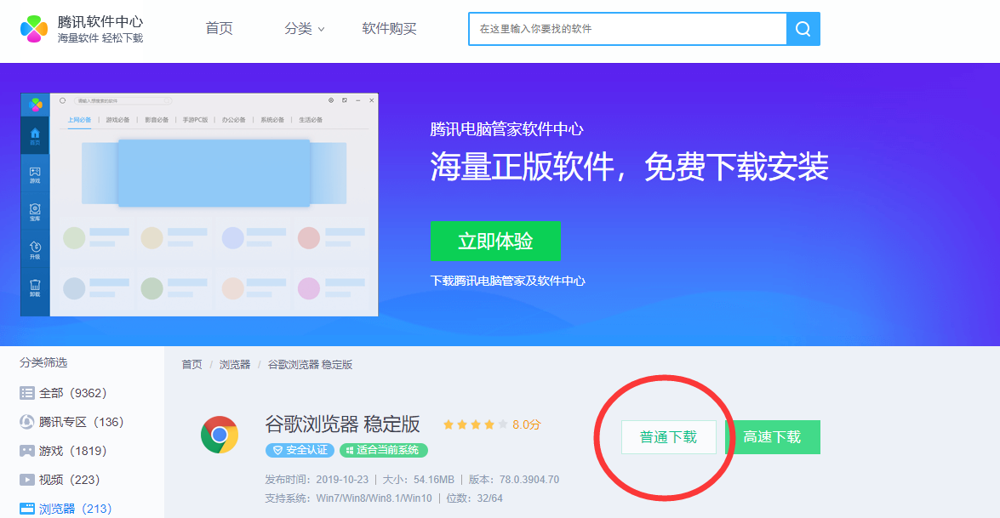 腾讯软件中心
海量软件 轻松下载
首页
分类
软件购买
在这里输入你要找的软件
请输入想搜索的软件
上网必备
游戏必备
影音必备
手游PC版
办公必备
系统必备
生活必备
首页
游戏
宝库
升级
卸载
腾讯电脑管家软件中心
海量正版软件，免费下载安装
立即体验
下载腾讯电脑管家及软件中心
分类筛选
全部（9362）
腾讯专区（136）
游戏（1819）
视频（223）
浏览器（213）
首页 / 浏览器 / 谷歌浏览器 稳定版
谷歌浏览器 稳定版
8.0分
安全认证
适合当前系统
发布时间：2019-10-23 | 大小：54.16MB | 版本：78.0.3904.70
支持系统：Win7/Win8/Win8.1/Win10 | 位数：32/64
普通下载
高速下载